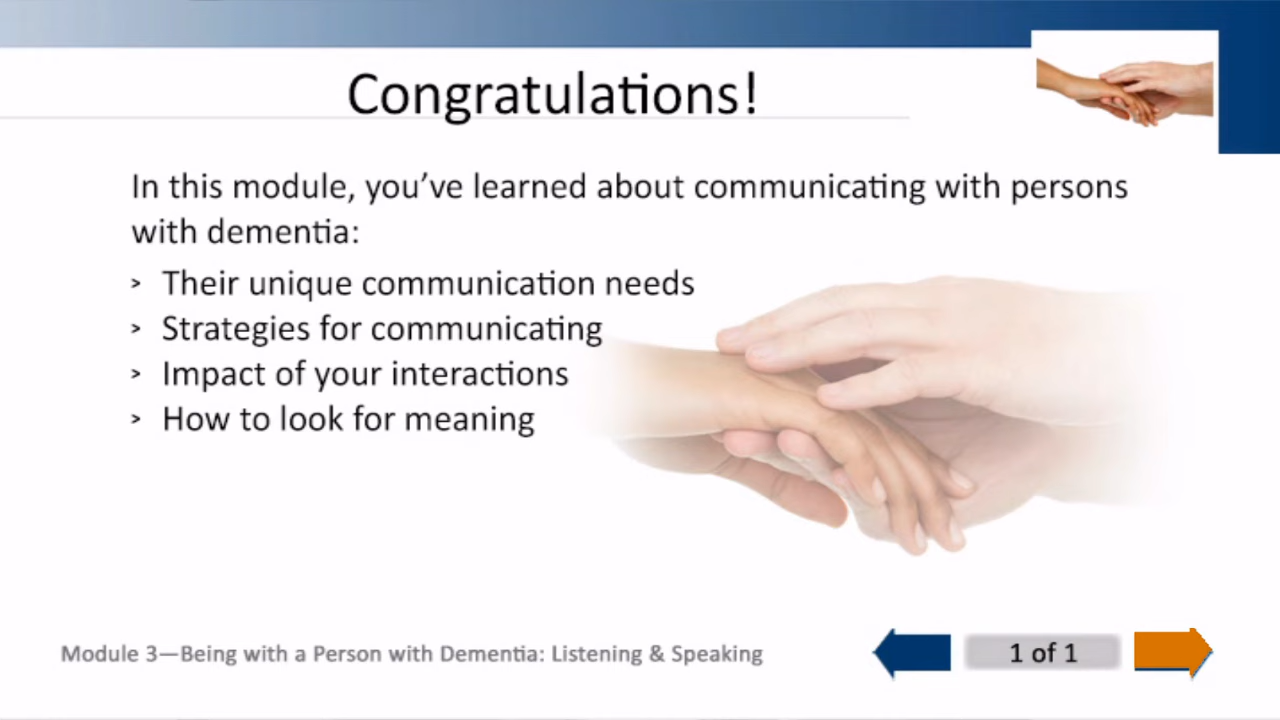 Congratulations!
In this module, you’ve learned about communicating with persons
with dementia:
> Their unique communication needs
> Strategies for communicating
> Impact of your interactions
> How to look for meaning
Module 3—Being with a Person with Dementia: Listening & Speaking
1 of 1